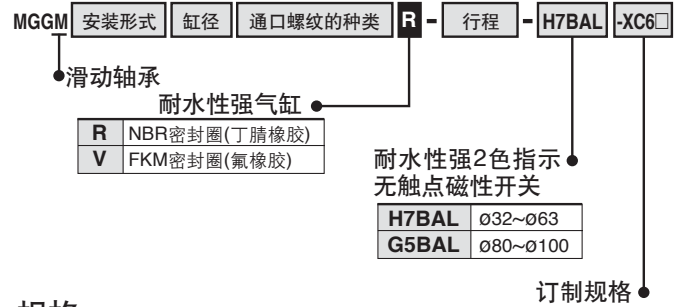 MGGM 安装形式 缸径 通口螺纹的种类 R - 行程 - H7BAL -XC6□
滑动轴承
耐水性强气缸
R NBR密封圈(丁腈橡胶)
V FKM密封圈(氟橡胶)
耐水性强2色指示
无触点磁性开关
H7BAL ø32~ø63
G5BAL ø80~ø100
订制规格